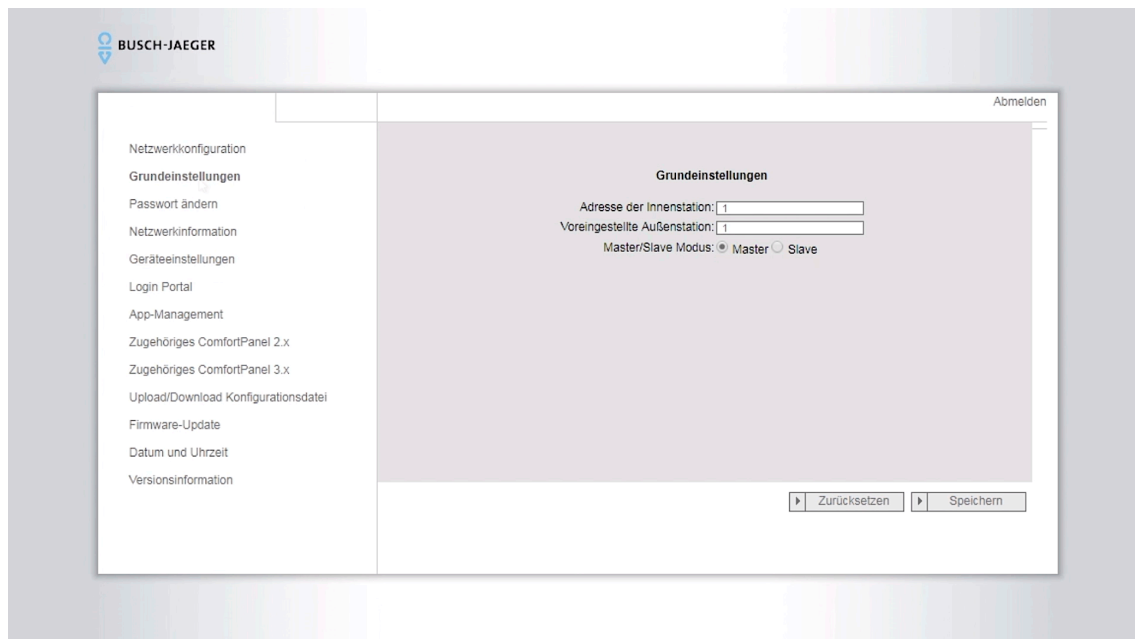 BUSCH-JAEGER
Abmelden
Netzwerkkonfiguration
Grundeinstellungen
Passwort ändern
Netzwerkinformation
Geräteeinstellungen
Login Portal
App-Management
Zugehöriges ComfortPanel 2.x
Zugehöriges ComfortPanel 3.x
Upload/Download Konfigurationsdatei
Firmware-Update
Datum und Uhrzeit
Versionsinformation
Grundeinstellungen
Adresse der Innenstation: 1
Voreingestellte Außenstation: 1
Master/Slave Modus: Master Slave
Zurücksetzen Speichern